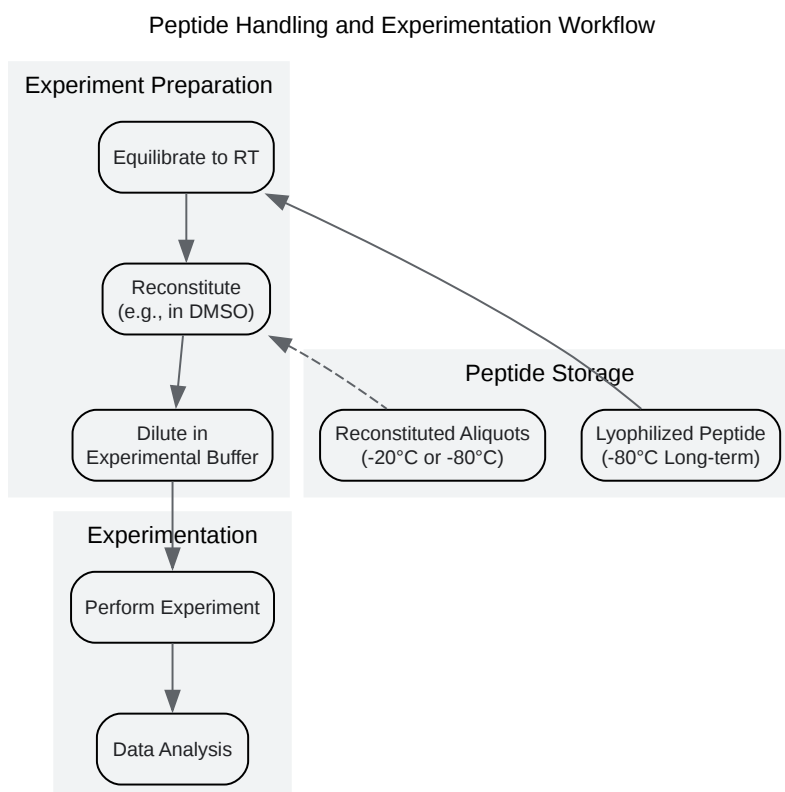 Peptide Handling and Experimentation Workflow
Experiment Preparation
Equilibrate to RT
Reconstitute
(e.g., in DMSO)
Dilute in
Experimental Buffer
Peptide Storage
Reconstituted Aliquots
(-20°C or -80°C)
Lyophilized Peptide
(-80°C Long-term)
Experimentation
Perform Experiment
Data Analysis